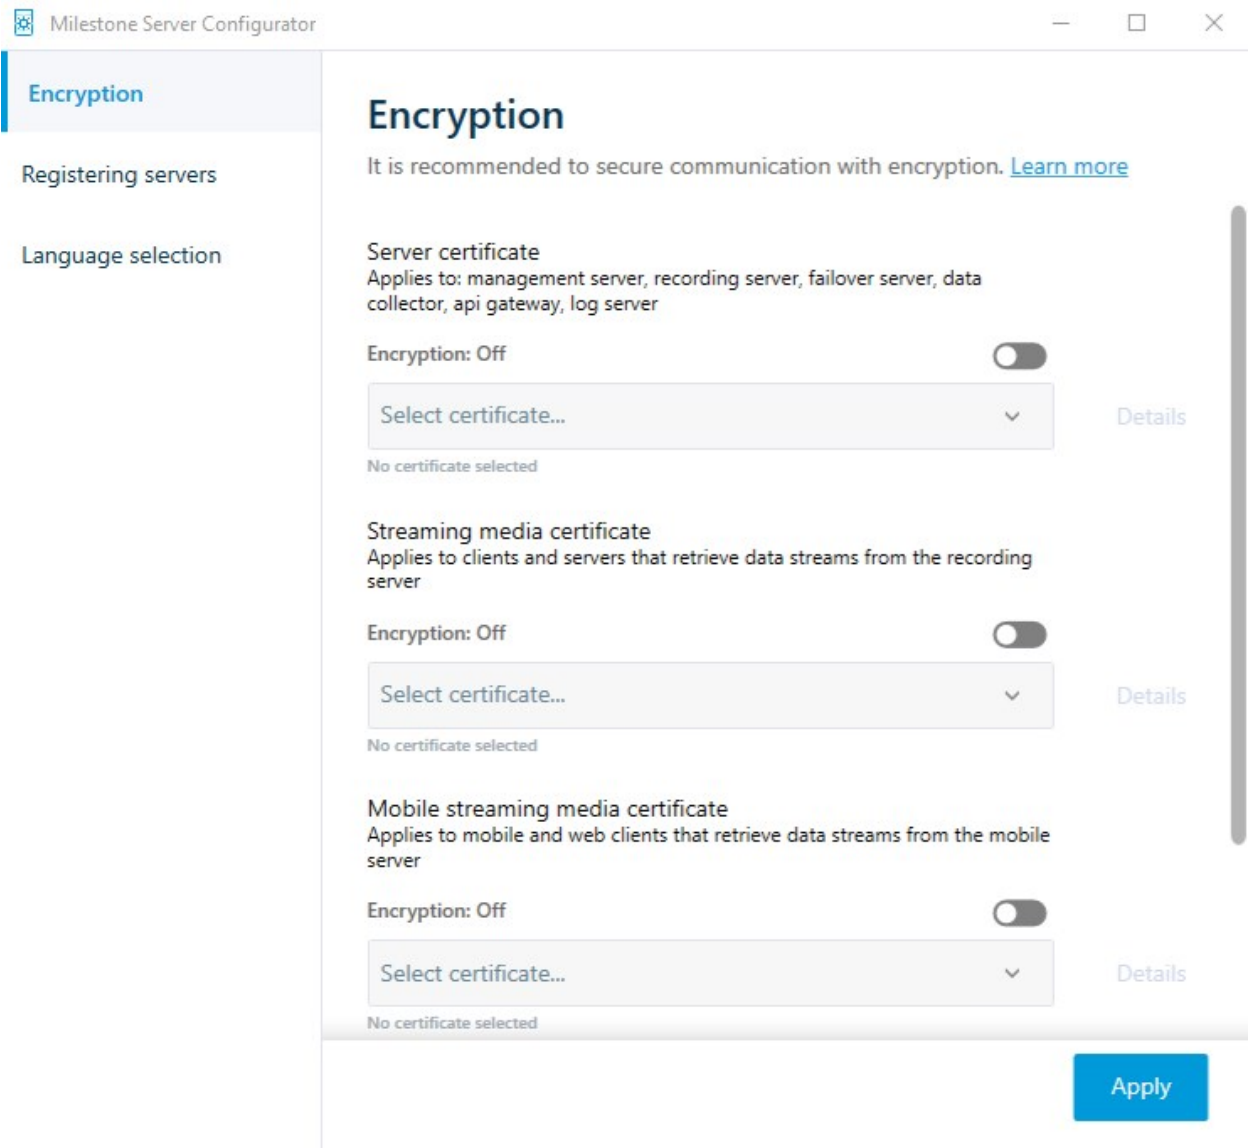 Milestone Server Configurator
Encryption
Registering servers
Language selection
Encryption
It is recommended to secure communication with encryption. Learn more
Server certificate
Applies to: management server, recording server, failover server, data
collector, api gateway, log server
Encryption: Off
Select certificate...
Details
No certificate selected
Streaming media certificate
Applies to clients and servers that retrieve data streams from the recording
server
Encryption: Off
Select certificate...
Details
No certificate selected
Mobile streaming media certificate
Applies to mobile and web clients that retrieve data streams from the mobile
server
Encryption: Off
Select certificate...
Details
No certificate selected
Apply